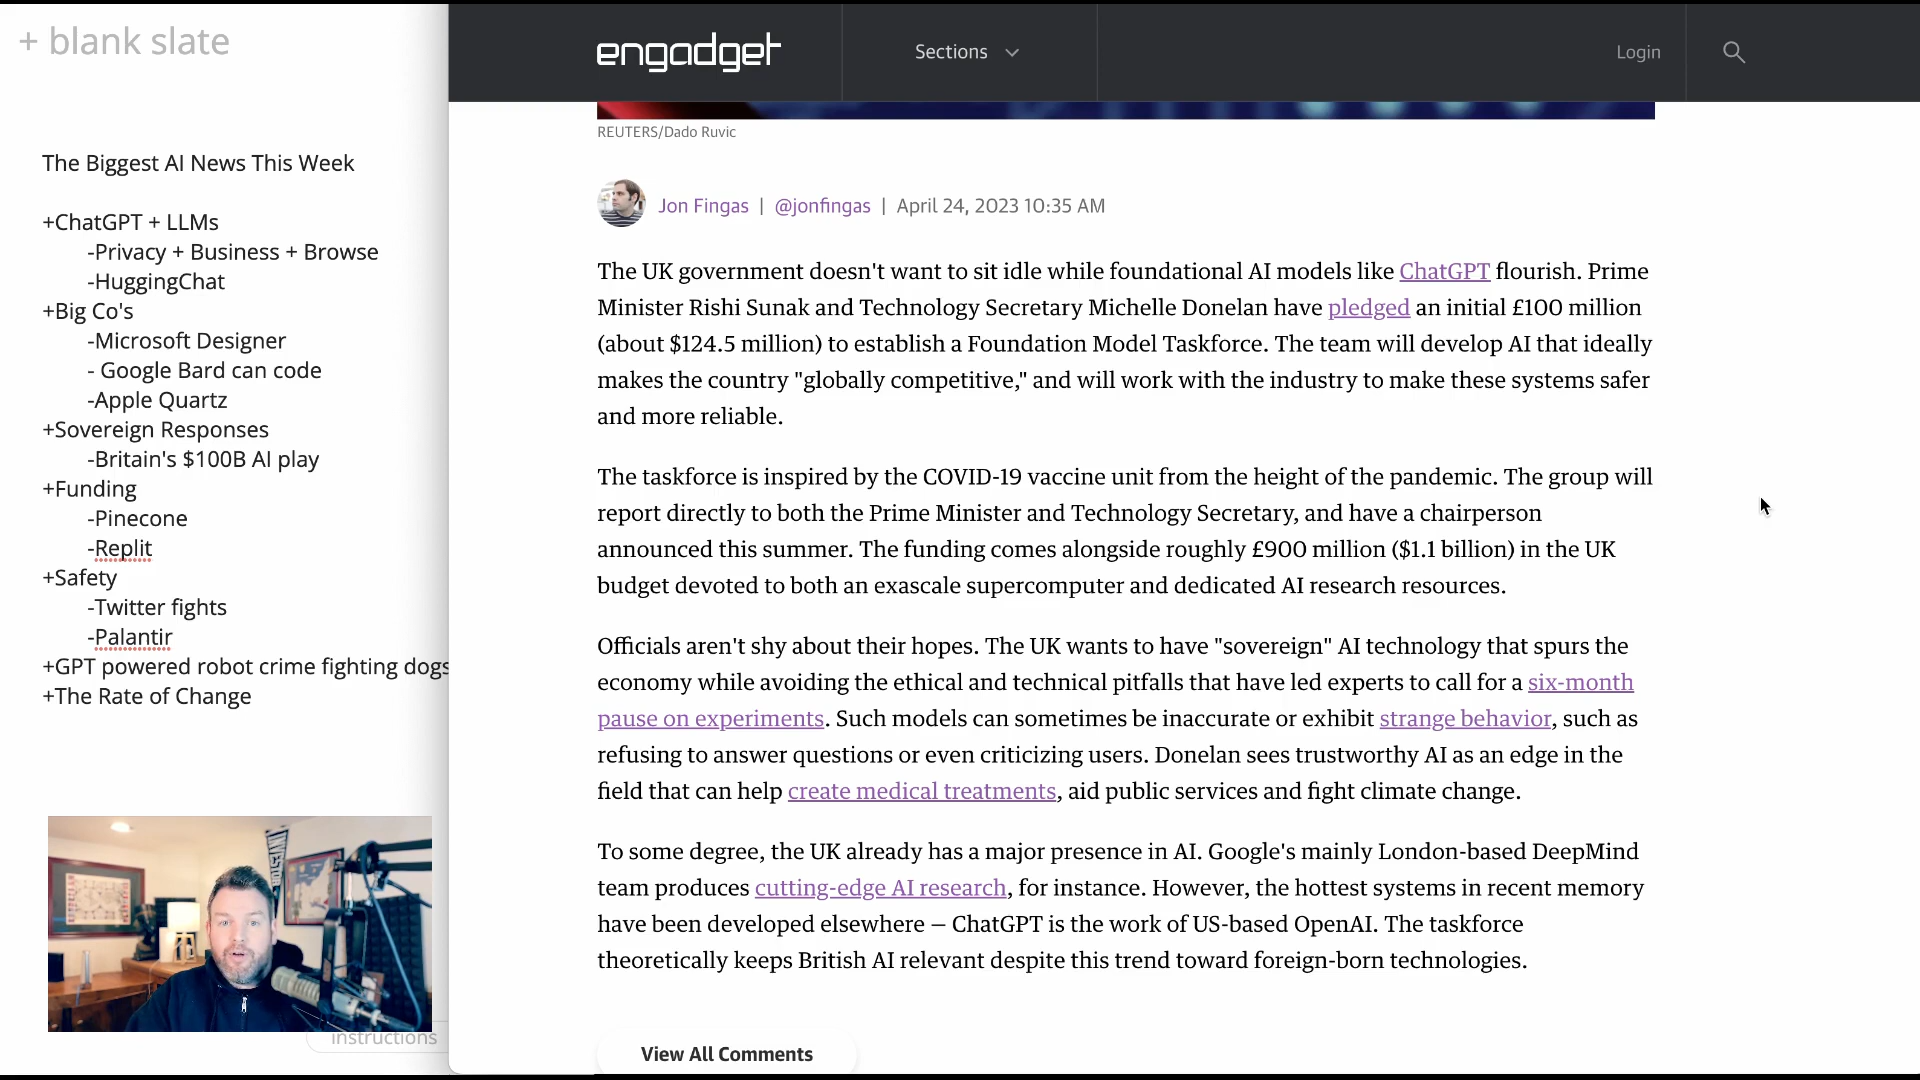 + blank slate
The Biggest AI News This Week
+ChatGPT + LLMs
-Privacy + Business + Browse
-HuggingChat
+Big Co's
-Microsoft Designer
- Google Bard can code
-Apple Quartz
+Sovereign Responses
-Britain's $100B AI play
+Funding
-Pinecone
-Replit
+Safety
-Twitter fights
-Palantir
+GPT powered robot crime fighting dogs
+The Rate of Change
instructions
engadget
Sections
Login
REUTERS/Dado Ruvic
Jon Fingas | @jonfingas | April 24, 2023 10:35 AM
The UK government doesn't want to sit idle while foundational AI models like ChatGPT flourish. Prime
Minister Rishi Sunak and Technology Secretary Michelle Donelan have pledged an initial £100 million
(about $124.5 million) to establish a Foundation Model Taskforce. The team will develop AI that ideally
makes the country "globally competitive," and will work with the industry to make these systems safer
and more reliable.
The taskforce is inspired by the COVID-19 vaccine unit from the height of the pandemic. The group will
report directly to both the Prime Minister and Technology Secretary, and have a chairperson
announced this summer. The funding comes alongside roughly £900 million ($1.1 billion) in the UK
budget devoted to both an exascale supercomputer and dedicated AI research resources.
Officials aren't shy about their hopes. The UK wants to have "sovereign" AI technology that spurs the
economy while avoiding the ethical and technical pitfalls that have led experts to call for a six-month
pause on experiments. Such models can sometimes be inaccurate or exhibit strange behavior, such as
refusing to answer questions or even criticizing users. Donelan sees trustworthy AI as an edge in the
field that can help create medical treatments, aid public services and fight climate change.
To some degree, the UK already has a major presence in AI. Google's mainly London-based DeepMind
team produces cutting-edge AI research, for instance. However, the hottest systems in recent memory
have been developed elsewhere — ChatGPT is the work of US-based OpenAI. The taskforce
theoretically keeps British AI relevant despite this trend toward foreign-born technologies.
View All Comments